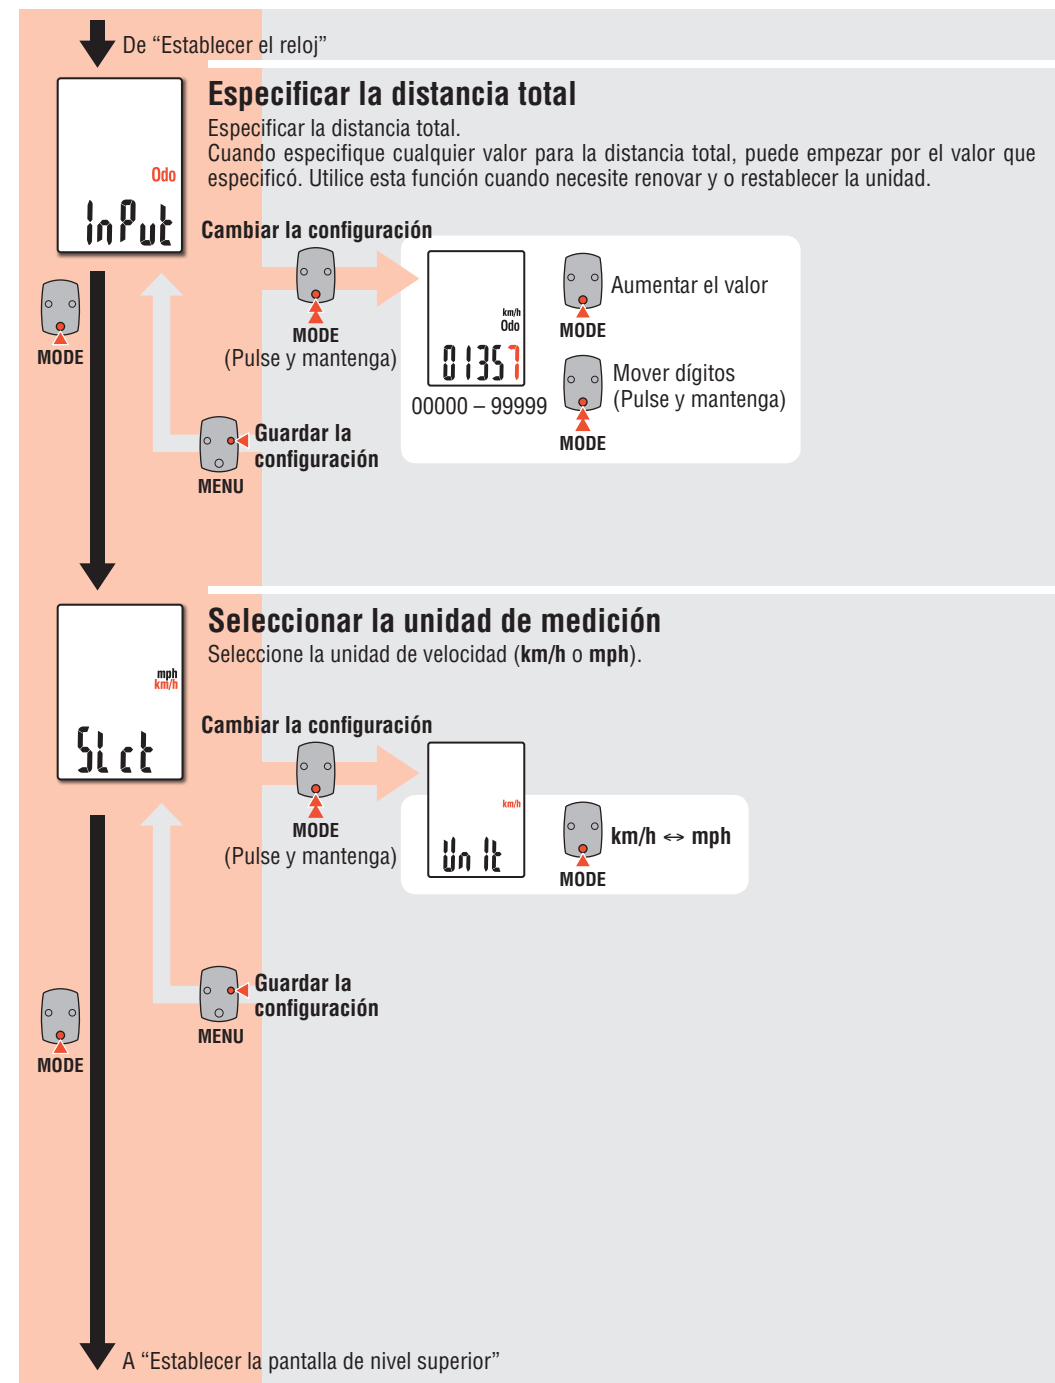 De “Establecer el reloj”
Especificar la distancia total
Especificar la distancia total.
Cuando especifique cualquier valor para la distancia total, puede empezar por el valor que
especificó. Utilice esta función cuando necesite renovar y o restablecer la unidad.
Odo
InPut
Cambiar la configuración
MODE
(Pulse y mantenga)
km/h
Odo
01357
00000 – 99999
Aumentar el valor
MODE
Mover dígitos
(Pulse y mantenga)
MODE
MODE
Guardar la
configuración
MENU
Seleccionar la unidad de medición
Seleccione la unidad de velocidad (km/h o mph).
mph
km/h
Slct
Cambiar la configuración
MODE
(Pulse y mantenga)
km/h
Unit
km/h ↔ mph
MODE
Guardar la
configuración
MENU
MODE
A “Establecer la pantalla de nivel superior”